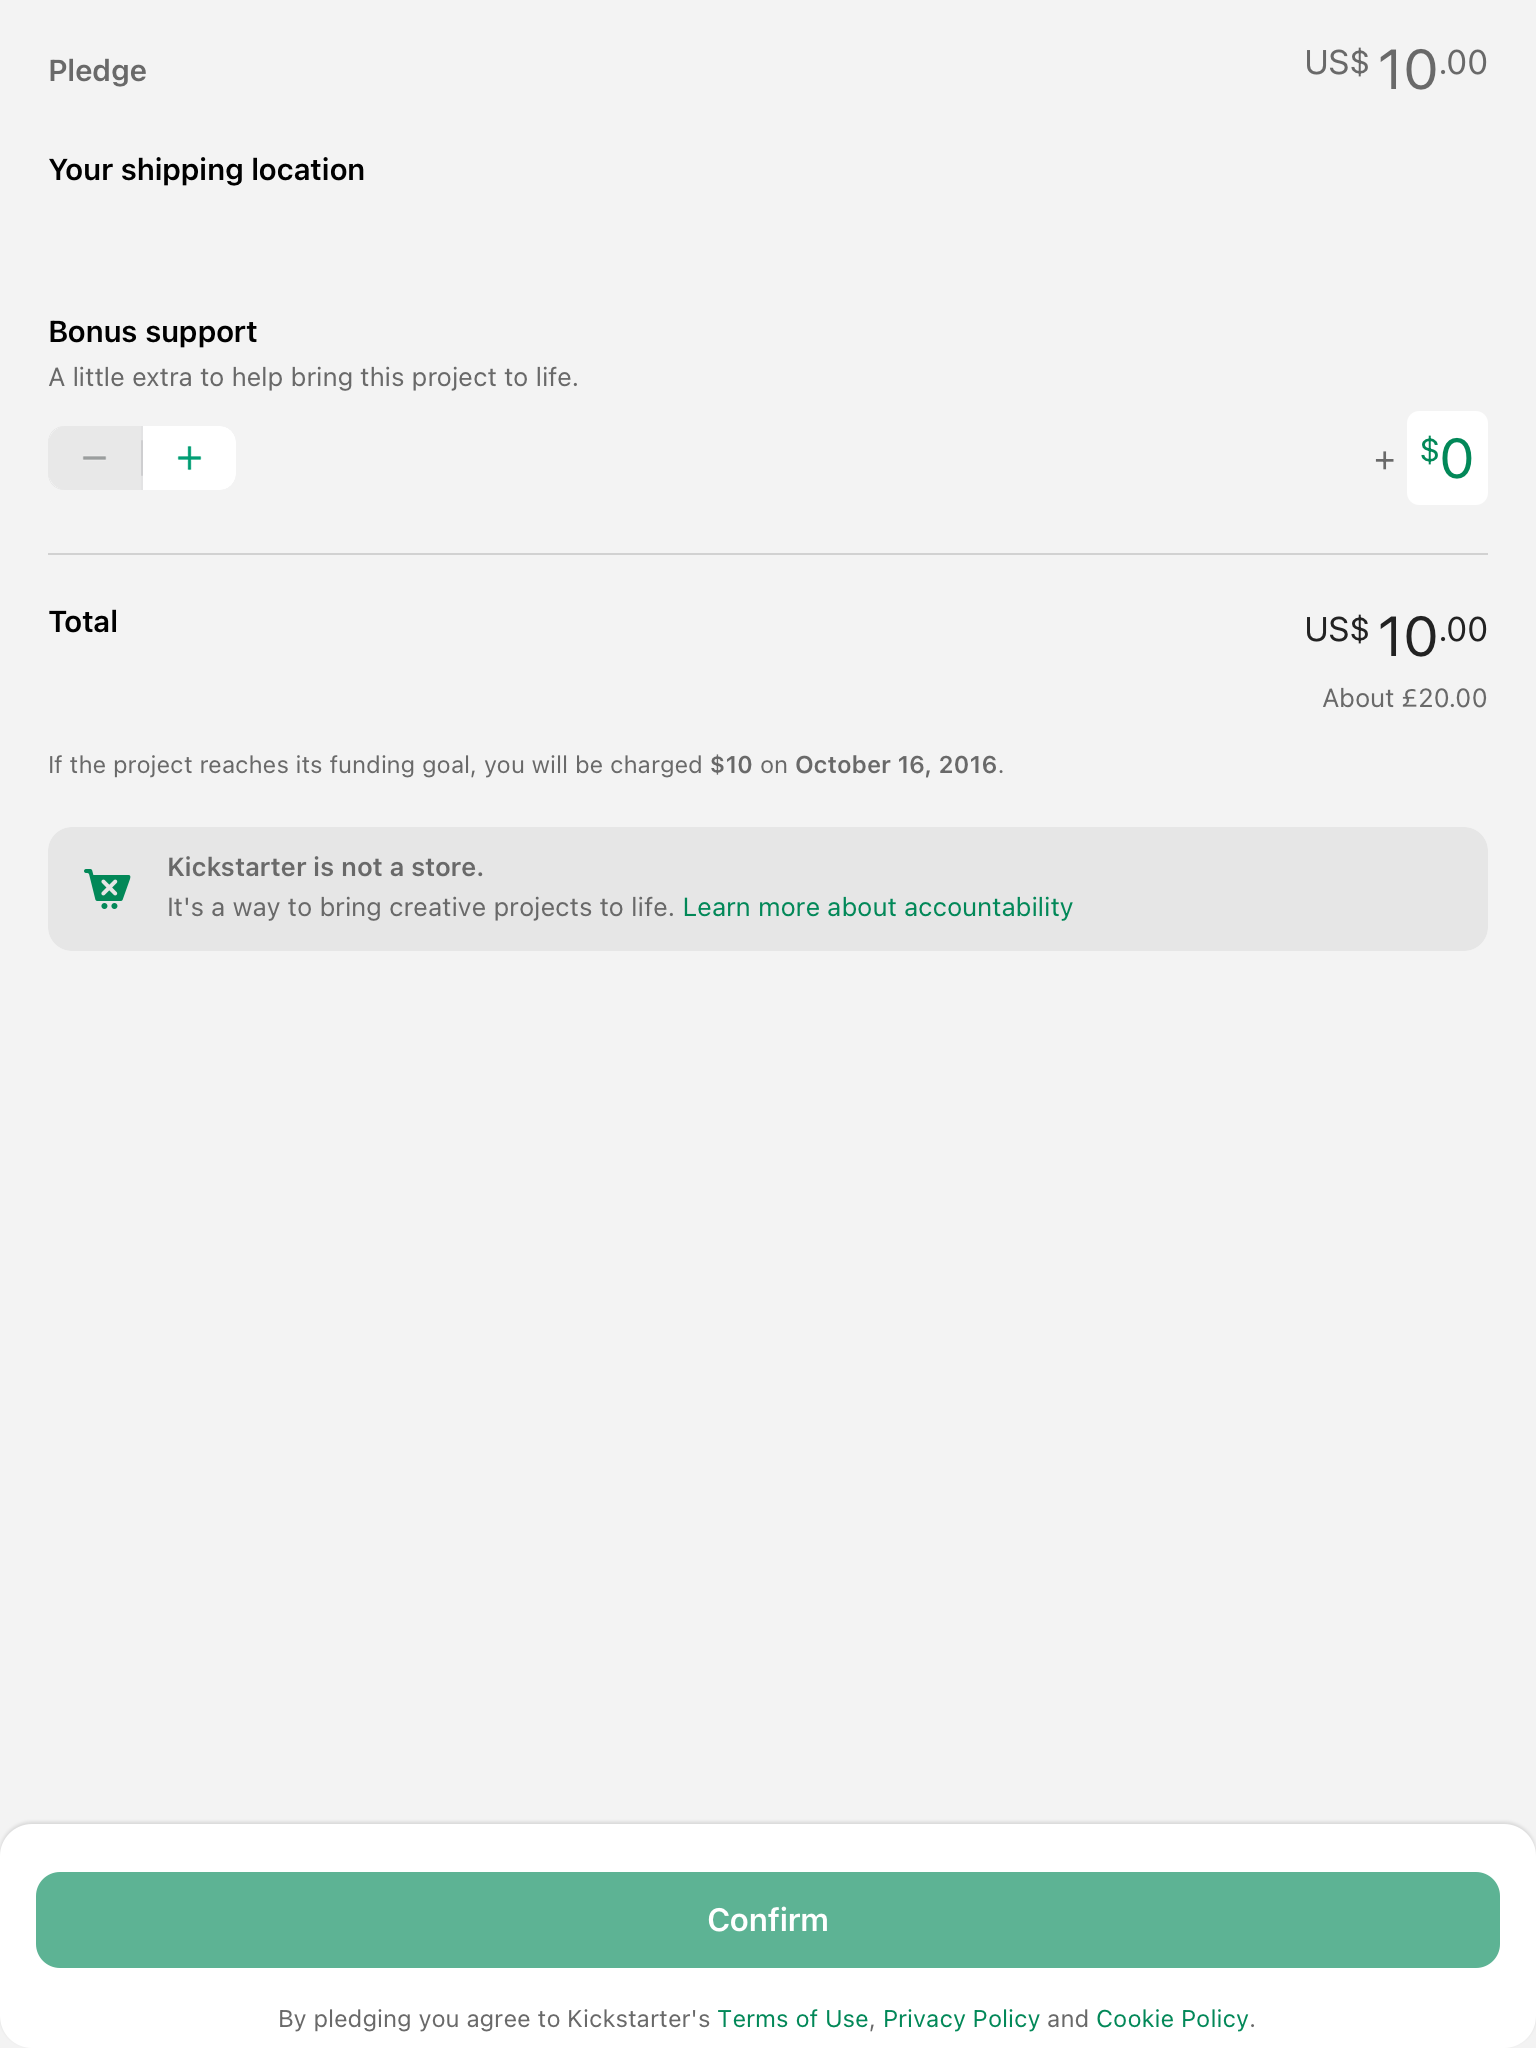 Pledge
US$ 10.00
Your shipping location
Bonus support
A little extra to help bring this project to life.
− +
+ $0
Total
US$ 10.00
About £20.00
If the project reaches its funding goal, you will be charged $10 on October 16, 2016.
Kickstarter is not a store.
It's a way to bring creative projects to life. Learn more about accountability
Confirm
By pledging you agree to Kickstarter's Terms of Use, Privacy Policy and Cookie Policy.